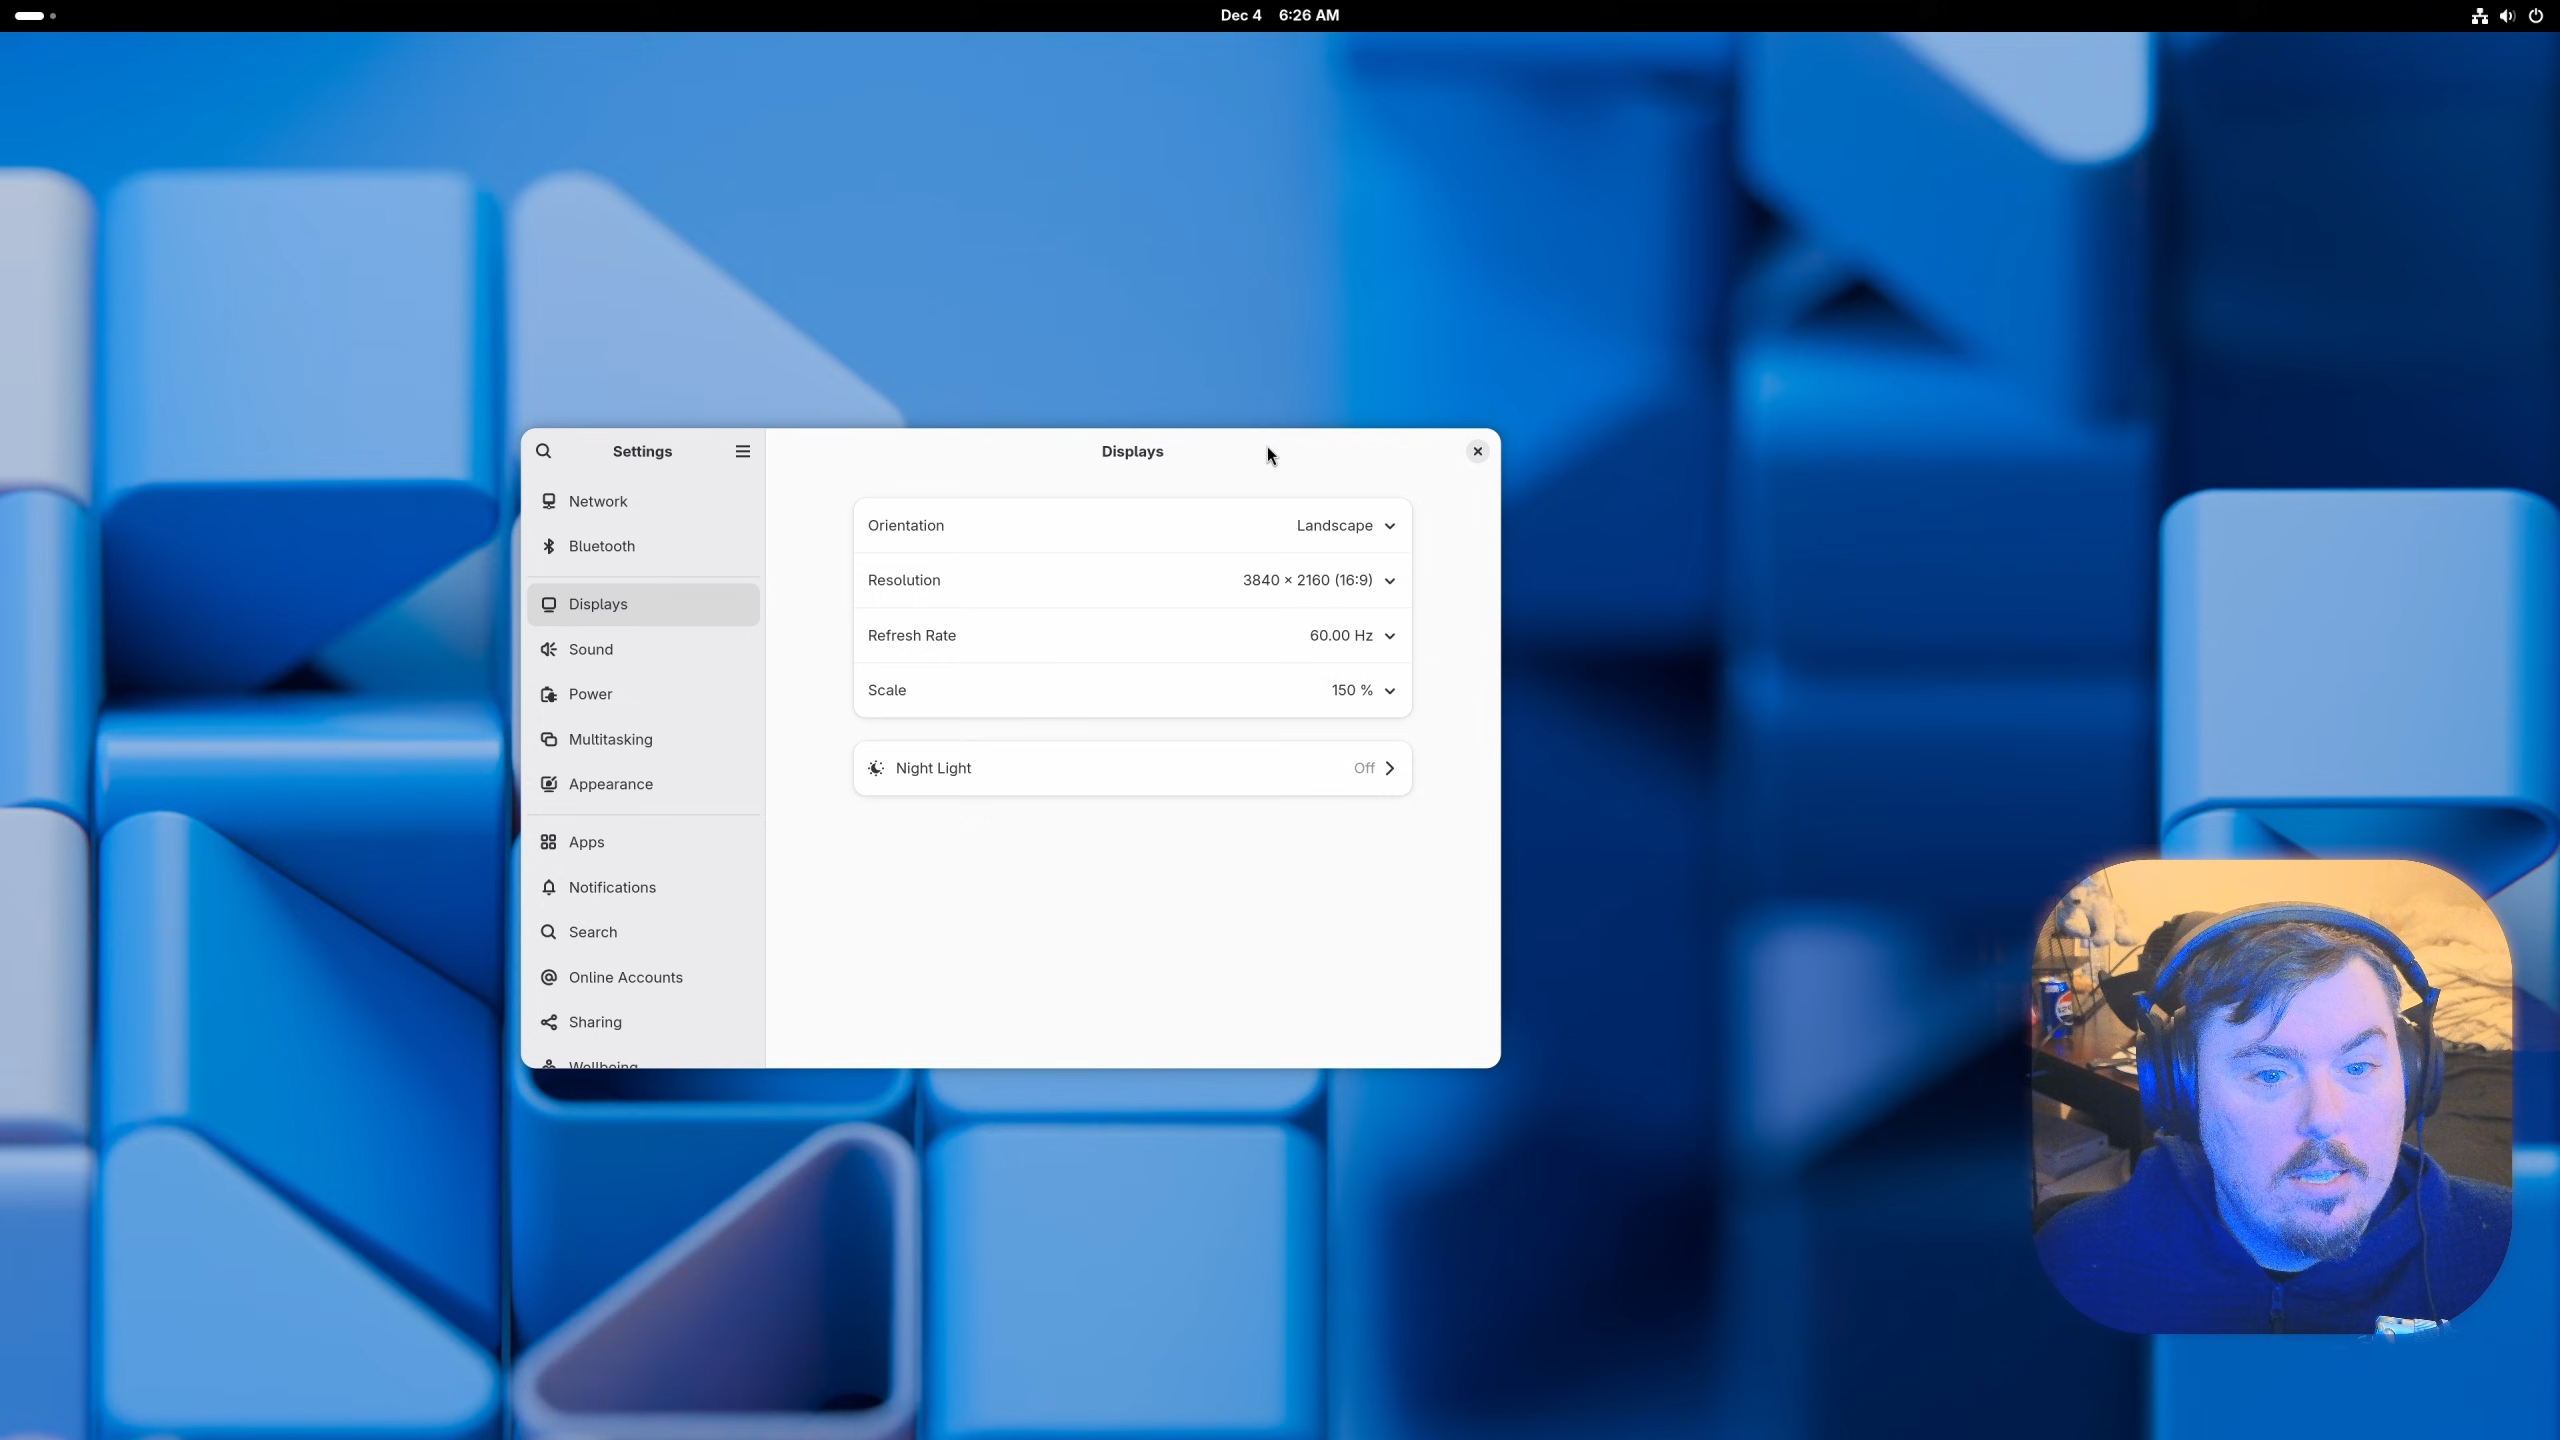 Dec 4 6:26 AM
Settings
Displays
Network
Bluetooth
Displays
Sound
Power
Multitasking
Appearance
Apps
Notifications
Search
Online Accounts
Sharing
Wellbeing
Orientation Landscape
Resolution 3840 × 2160 (16:9)
Refresh Rate 60.00 Hz
Scale 150 %
Night Light Off